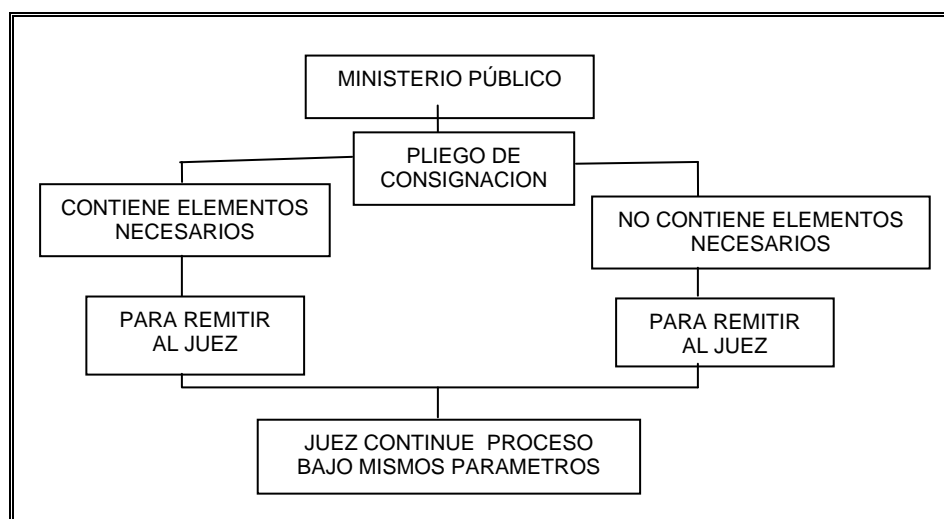 MINISTERIO PÚBLICO
PLIEGO DE
CONSIGNACION
CONTIENE ELEMENTOS
NECESARIOS
NO CONTIENE ELEMENTOS
NECESARIOS
PARA REMITIR
AL JUEZ
PARA REMITIR
AL JUEZ
JUEZ CONTINUE PROCESO
BAJO MISMOS PARAMETROS